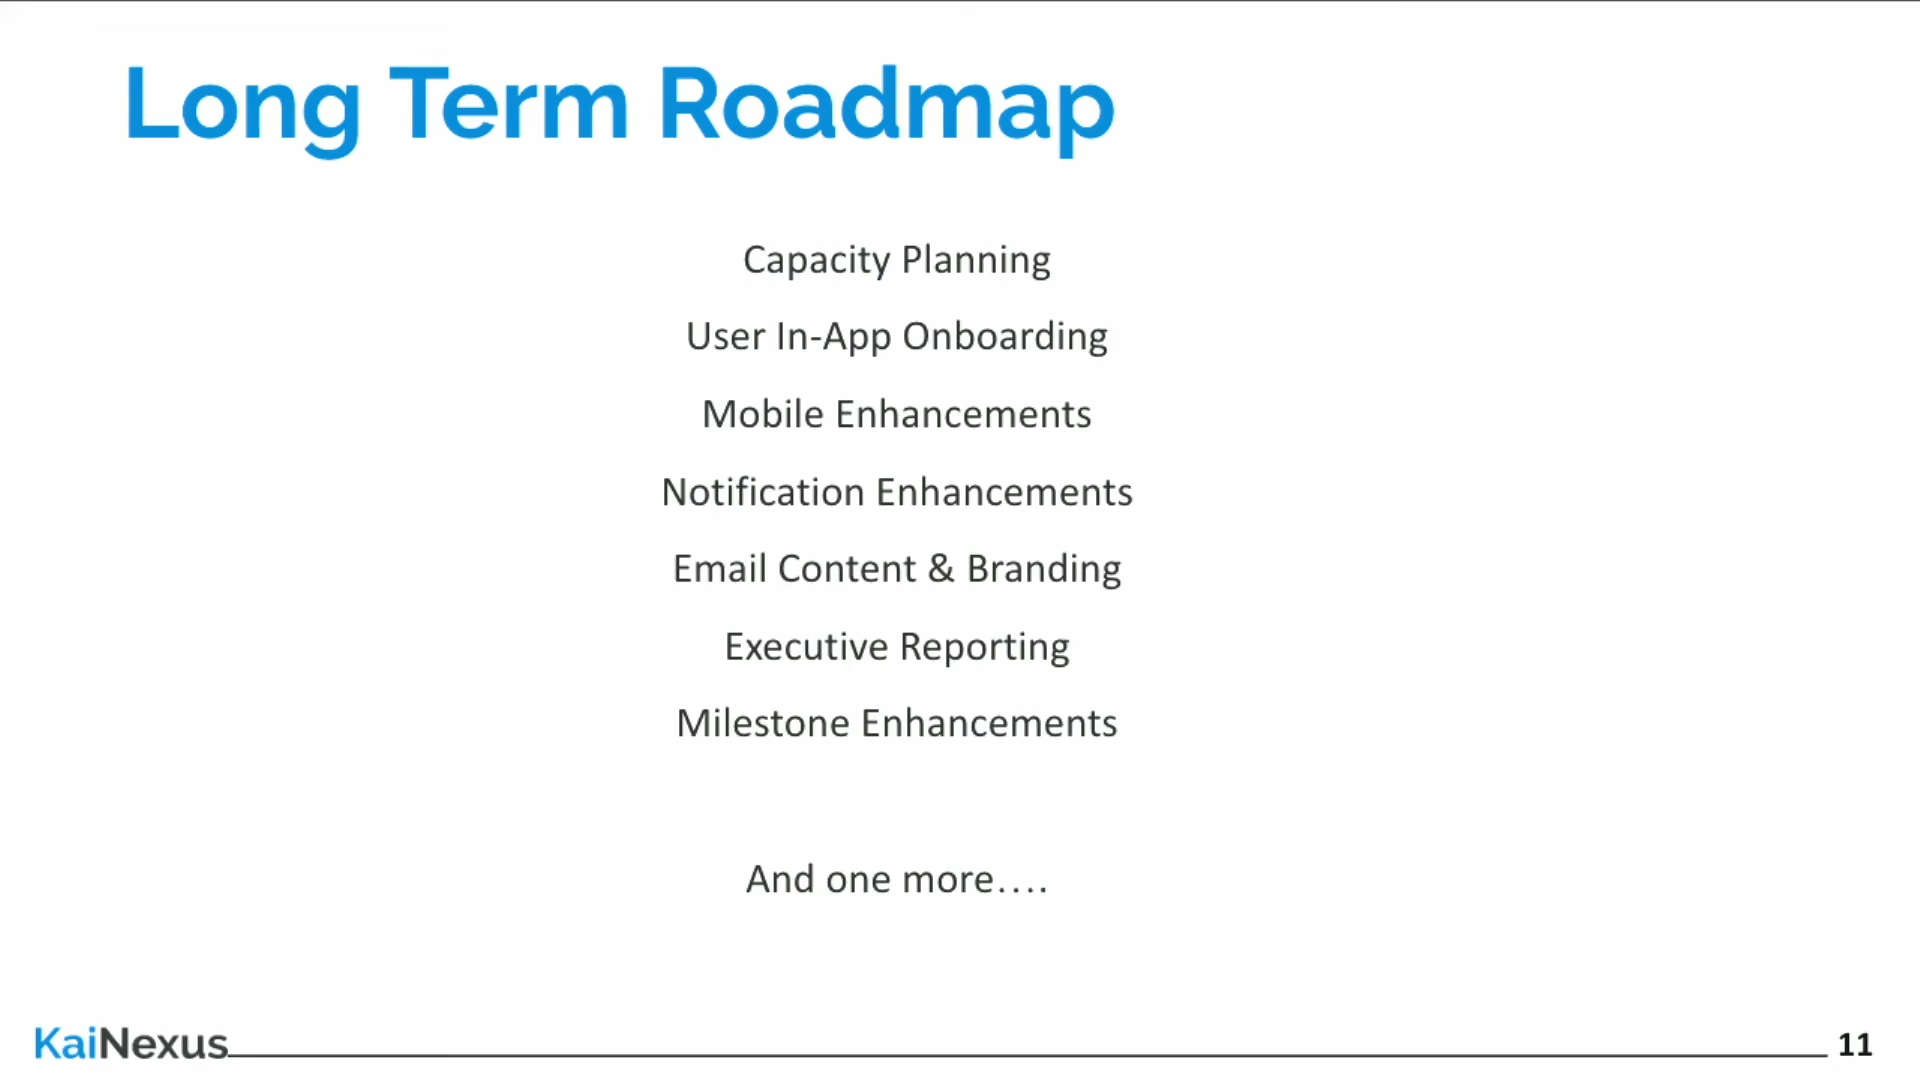 Long Term Roadmap
Capacity Planning
User In-App Onboarding
Mobile Enhancements
Notification Enhancements
Email Content & Branding
Executive Reporting
Milestone Enhancements
And one more....
KaiNexus
11